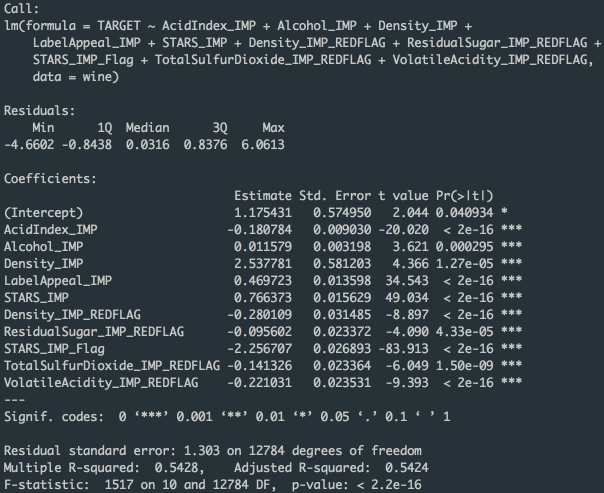 Call:
lm(formula = TARGET ~ AcidIndex_IMP + Alcohol_IMP + Density_IMP +
    LabelAppeal_IMP + STARS_IMP + Density_IMP_REDFLAG + ResidualSugar_IMP_REDFLAG +
    STARS_IMP_Flag + TotalSulfurDioxide_IMP_REDFLAG + VolatileAcidity_IMP_REDFLAG,
    data = wine)

Residuals:
    Min      1Q  Median      3Q     Max
-4.6602 -0.8438  0.0316  0.8376  6.0613

Coefficients:
                                Estimate Std. Error t value Pr(>|t|)
(Intercept)                     1.175431   0.574950   2.044 0.040934 *
AcidIndex_IMP                  -0.180784   0.009030 -20.020  < 2e-16 ***
Alcohol_IMP                     0.011579   0.003198   3.621 0.000295 ***
Density_IMP                     2.537781   0.581203   4.366 1.27e-05 ***
LabelAppeal_IMP                 0.469723   0.013598  34.543  < 2e-16 ***
STARS_IMP                       0.766373   0.015629  49.034  < 2e-16 ***
Density_IMP_REDFLAG            -0.280109   0.031485  -8.897  < 2e-16 ***
ResidualSugar_IMP_REDFLAG      -0.095602   0.023372  -4.090 4.33e-05 ***
STARS_IMP_Flag                 -2.256707   0.026893 -83.913  < 2e-16 ***
TotalSulfurDioxide_IMP_REDFLAG -0.141326   0.023364  -6.049 1.50e-09 ***
VolatileAcidity_IMP_REDFLAG    -0.221031   0.023531  -9.393  < 2e-16 ***
---
Signif. codes:  0 ‘***’ 0.001 ‘**’ 0.01 ‘*’ 0.05 ‘.’ 0.1 ‘ ’ 1

Residual standard error: 1.303 on 12784 degrees of freedom
Multiple R-squared:  0.5428,    Adjusted R-squared:  0.5424
F-statistic:  1517 on 10 and 12784 DF,  p-value: < 2.2e-16